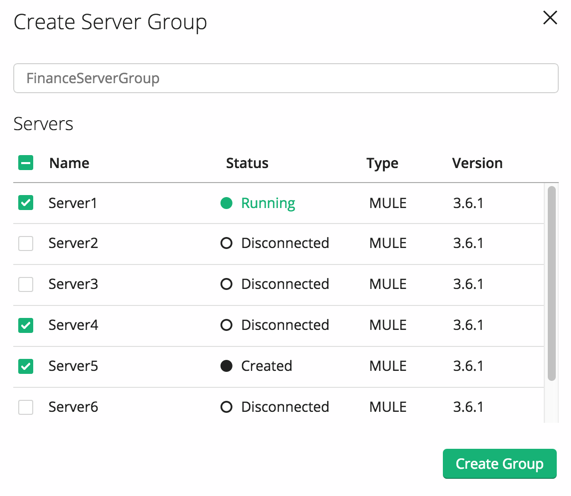 Create Server Group
FinanceServerGroup
Servers
Name Status Type Version
Server1 Running MULE 3.6.1
Server2 Disconnected MULE 3.6.1
Server3 Disconnected MULE 3.6.1
Server4 Disconnected MULE 3.6.1
Server5 Created MULE 3.6.1
Server6 Disconnected MULE 3.6.1
Create Group